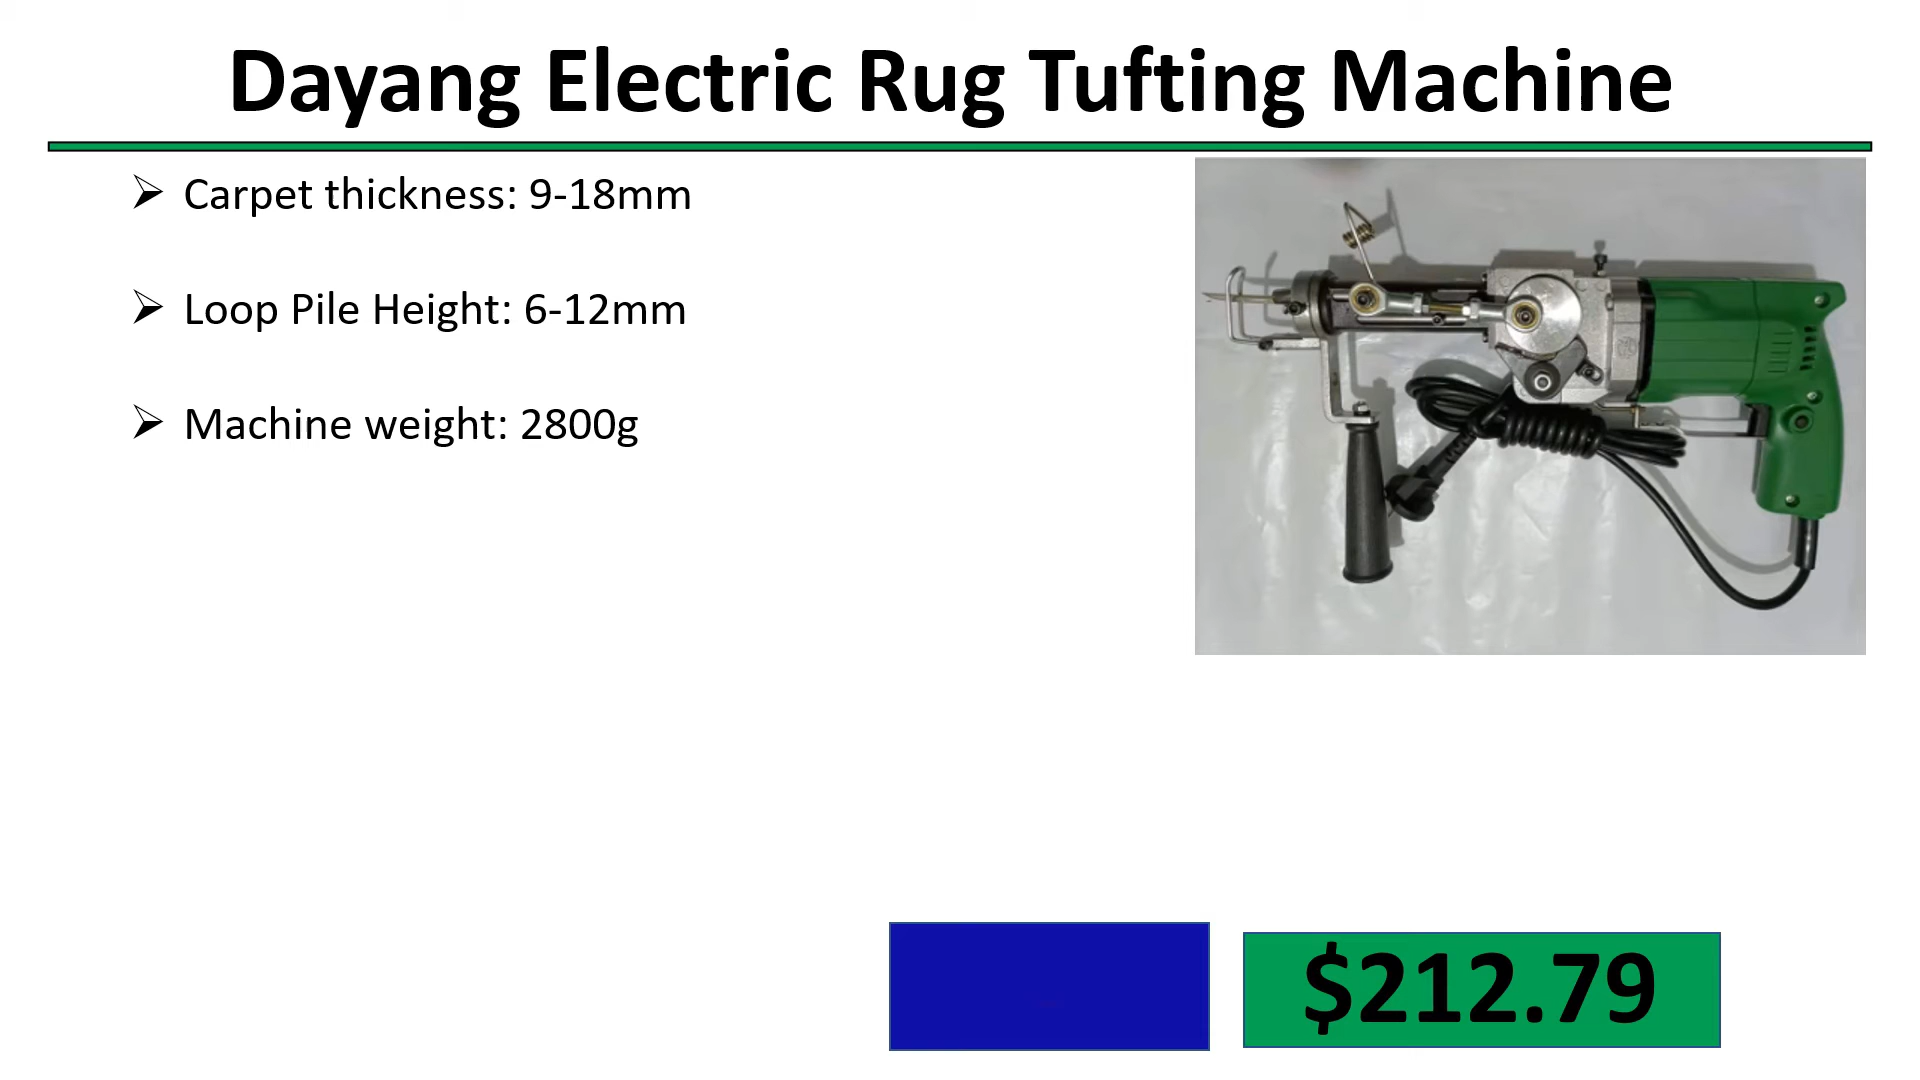 Dayang Electric Rug Tufting Machine
Carpet thickness: 9-18mm
Loop Pile Height: 6-12mm
Machine weight: 2800g
$212.79